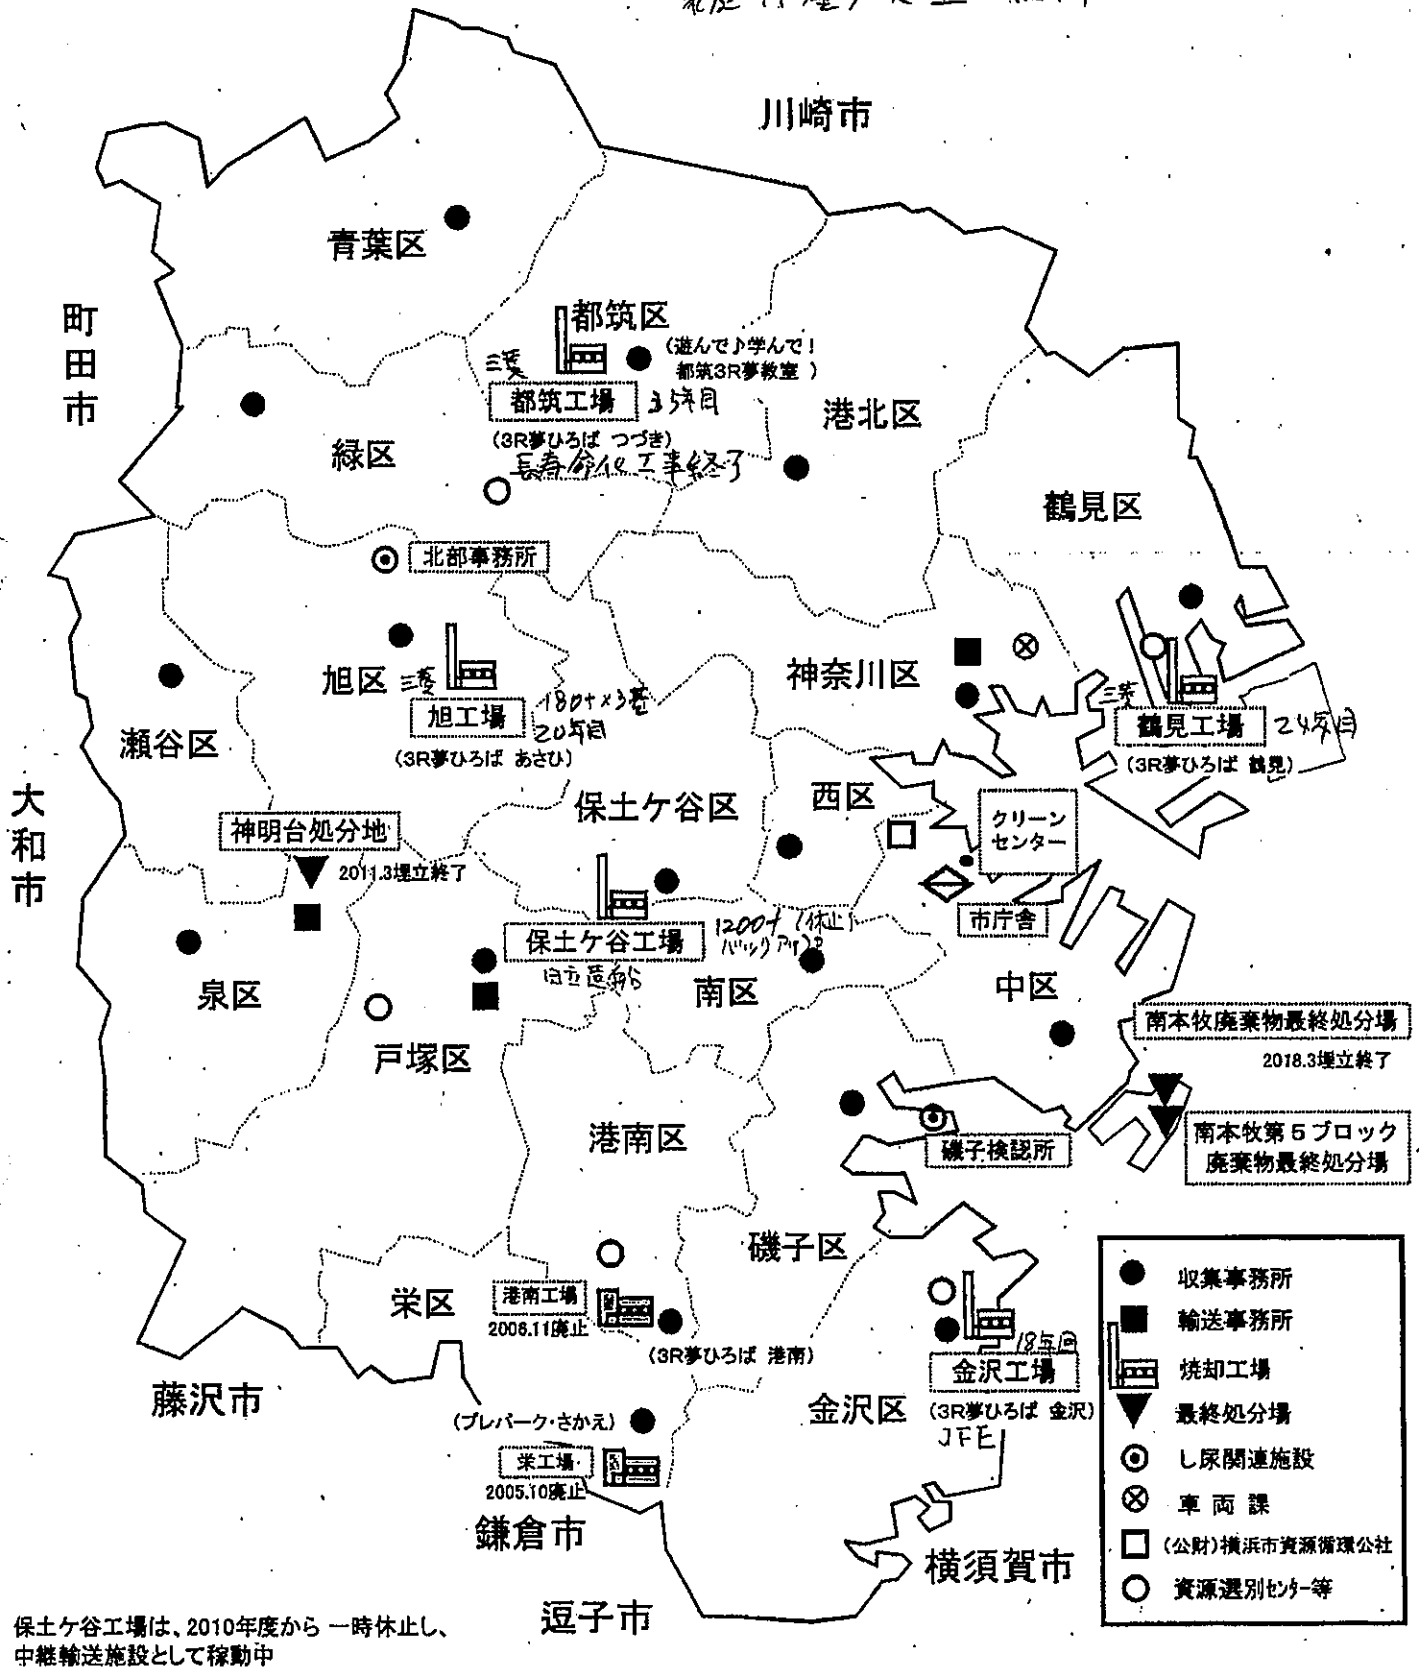 川崎市
青葉区
町田市
都筑区
(遊んで♪学んで!
都筑3R夢教室 )
三菱
都筑工場
35年目
(3R夢ひろば つづき)
長寿命化工事終了
港北区
緑区
鶴見区
北部事務所
旭区
三菱
旭工場
180t×3基
20年目
(3R夢ひろば あさひ)
神奈川区
三菱
鶴見工場
24年目
(3R夢ひろば 鶴見)
瀬谷区
大和市
保土ケ谷区
西区
クリーン
センター
神明台処分地
2011.3埋立終了
市庁舎
保土ケ谷工場
1200t (休止)
日立造船
泉区
南区
中区
南本牧廃棄物最終処分場
2018.3埋立終了
戸塚区
港南区
南本牧第5ブロック
廃棄物最終処分場
磯子検認所
磯子区
栄区
港南工場
2006.11廃止
(3R夢ひろば 港南)
18年目
金沢工場
(3R夢ひろば 金沢)
JFE
金沢区
藤沢市
(プレパーク・さかえ)
栄工場
2005.10廃止
鎌倉市
横須賀市
逗子市
収集事務所
輸送事務所
焼却工場
最終処分場
し尿関連施設
車両課
(公財)横浜市資源循環公社
資源選別センター等
保土ケ谷工場は、2010年度から 一時休止し、
中継輸送施設として稼動中